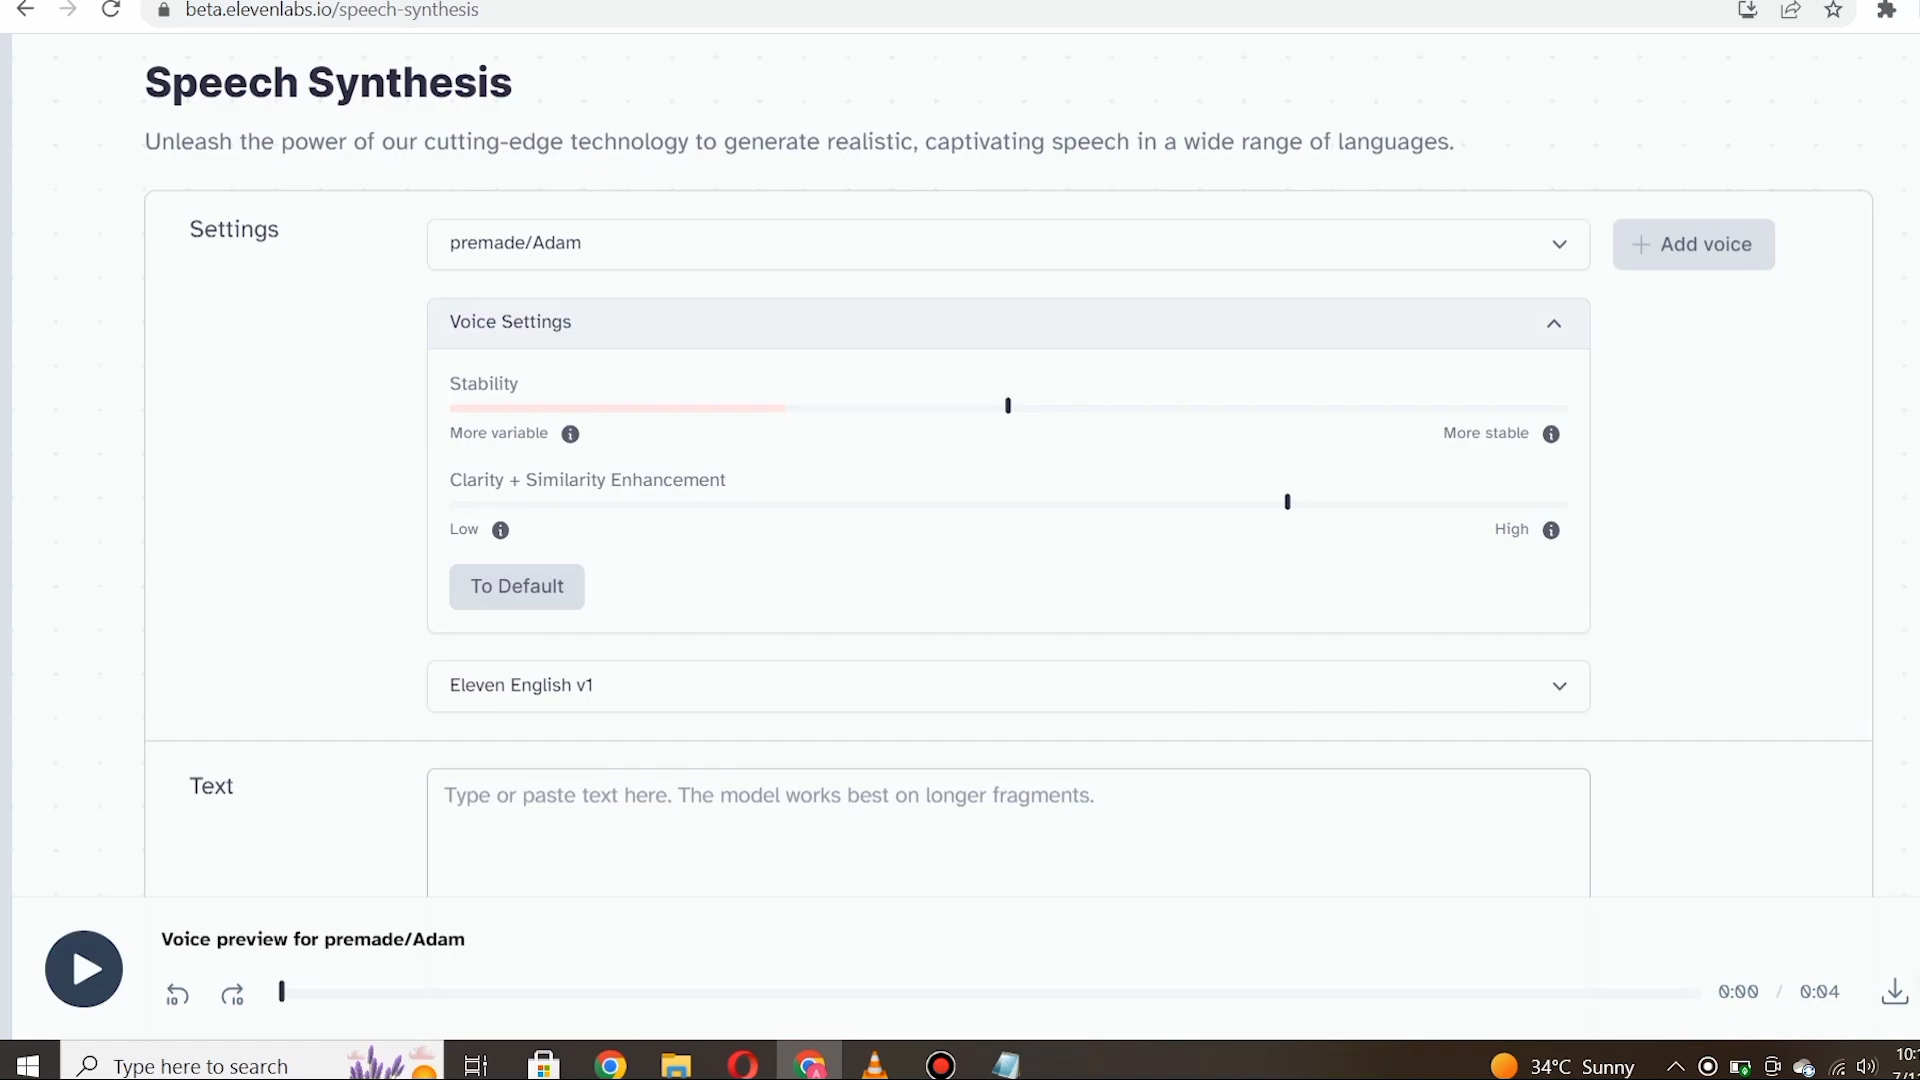 beta.elevenlabs.io/speech-synthesis
Speech Synthesis
Unleash the power of our cutting-edge technology to generate realistic, captivating speech in a wide range of languages.
Settings
premade/Adam
+ Add voice
Voice Settings
Stability
More variable
More stable
Clarity + Similarity Enhancement
Low
High
To Default
Eleven English v1
Text
Type or paste text here. The model works best on longer fragments.
Voice preview for premade/Adam
10
10
0:00 / 0:04
Type here to search
34°C Sunny